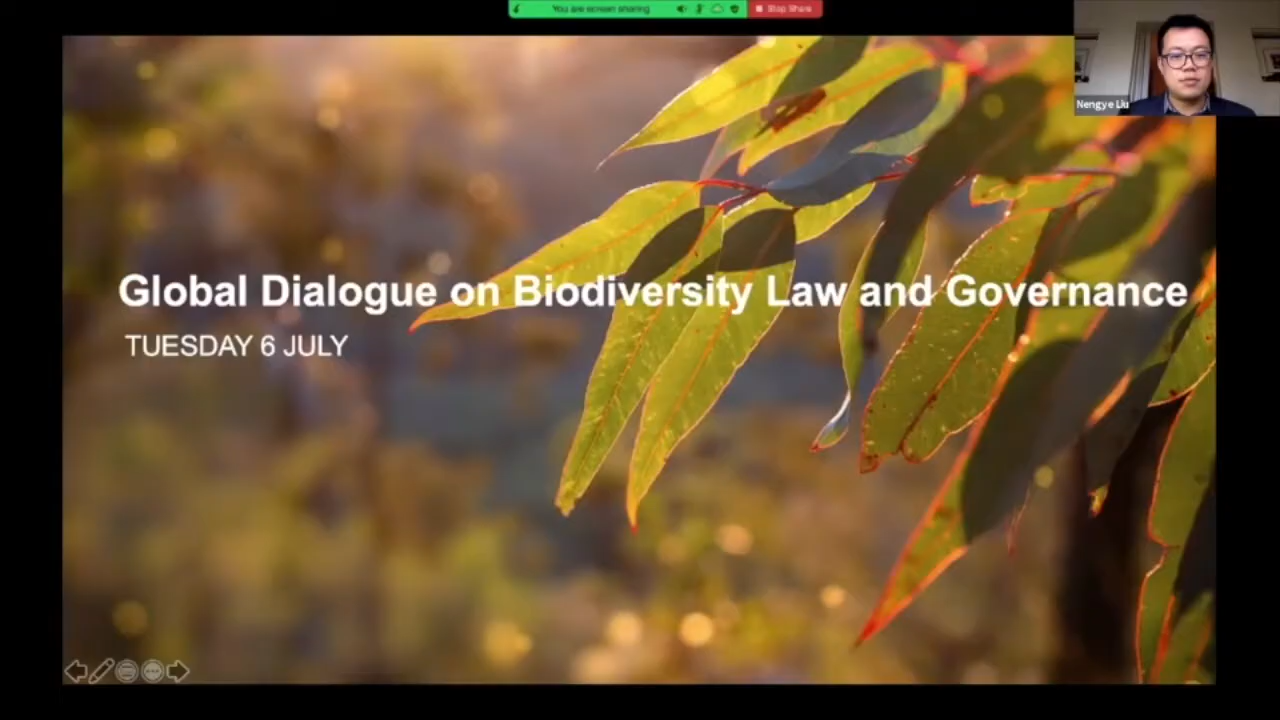 You are screen sharing
Stop Share
Nengye Liu
Global Dialogue on Biodiversity Law and Governance
TUESDAY 6 JULY